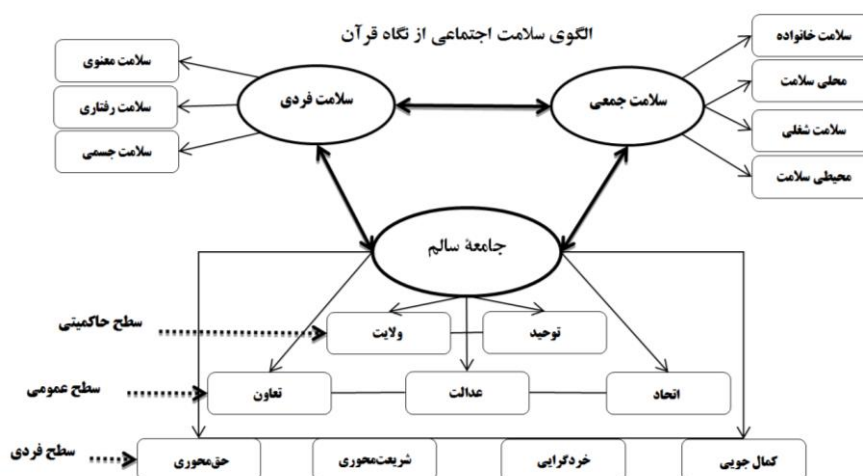 الگوی سلامت اجتماعی از نگاه قرآن
سلامت خانواده
محلی سلامت
سلامت شغلی
محیطی سلامت
سلامت جمعی
سلامت فردی
سلامت معنوی
سلامت رفتاری
سلامت جسمی
جامعهٔ سالم
توحید
ولایت
سطح حاکمیتی
اتحاد
عدالت
تعاون
سطح عمومی
کمال جویی
خردگرایی
شریعت‌محوری
حق‌محوری
سطح فردی